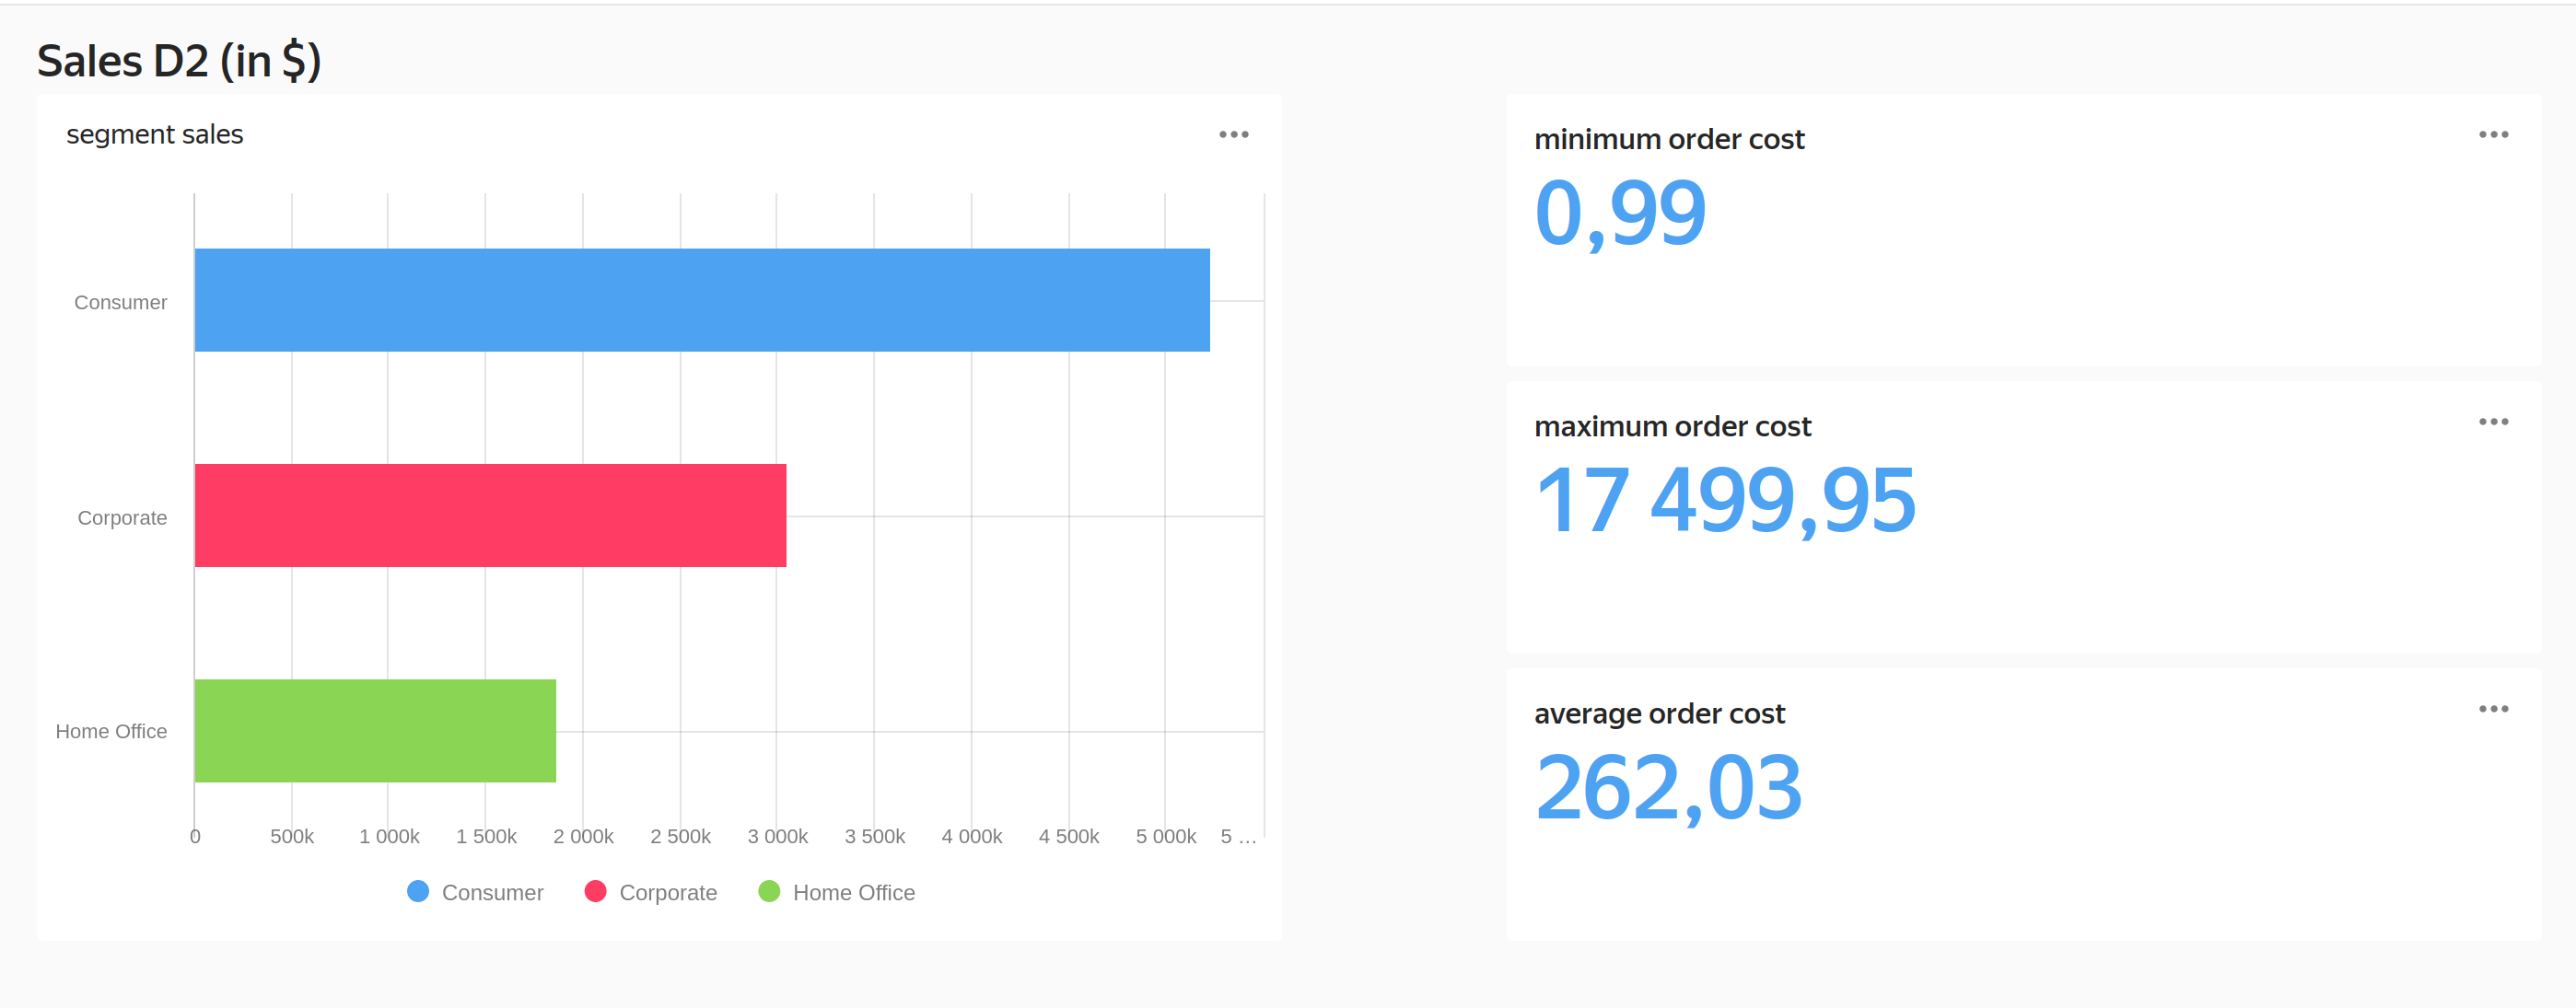 Sales D2 (in $)
segment sales
Consumer
Corporate
Home Office
0 500k 1 000k 1 500k 2 000k 2 500k 3 000k 3 500k 4 000k 4 500k 5 000k 5 …
Consumer Corporate Home Office
minimum order cost
0,99
maximum order cost
17 499,95
average order cost
262,03